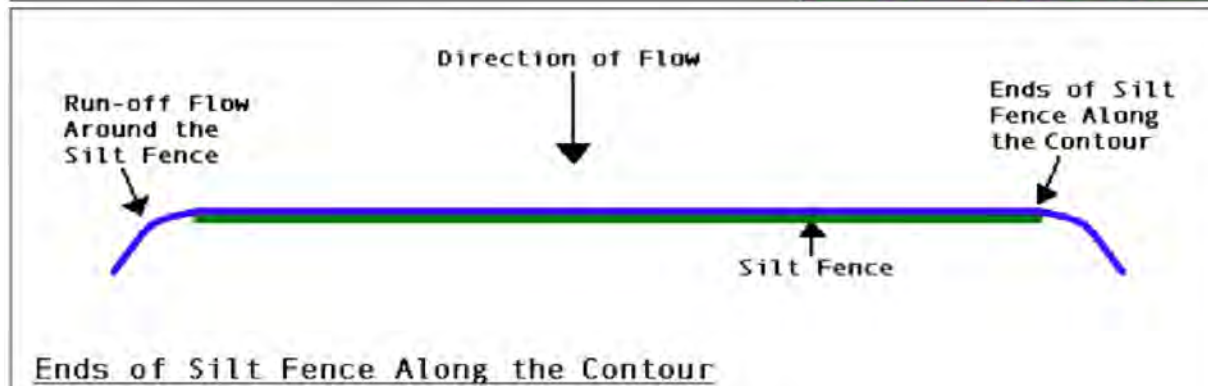 Direction of Flow
Run-off Flow
Around the
Silt Fence
Ends of Silt
Fence Along
the Contour
Silt Fence
Ends of Silt Fence Along the Contour